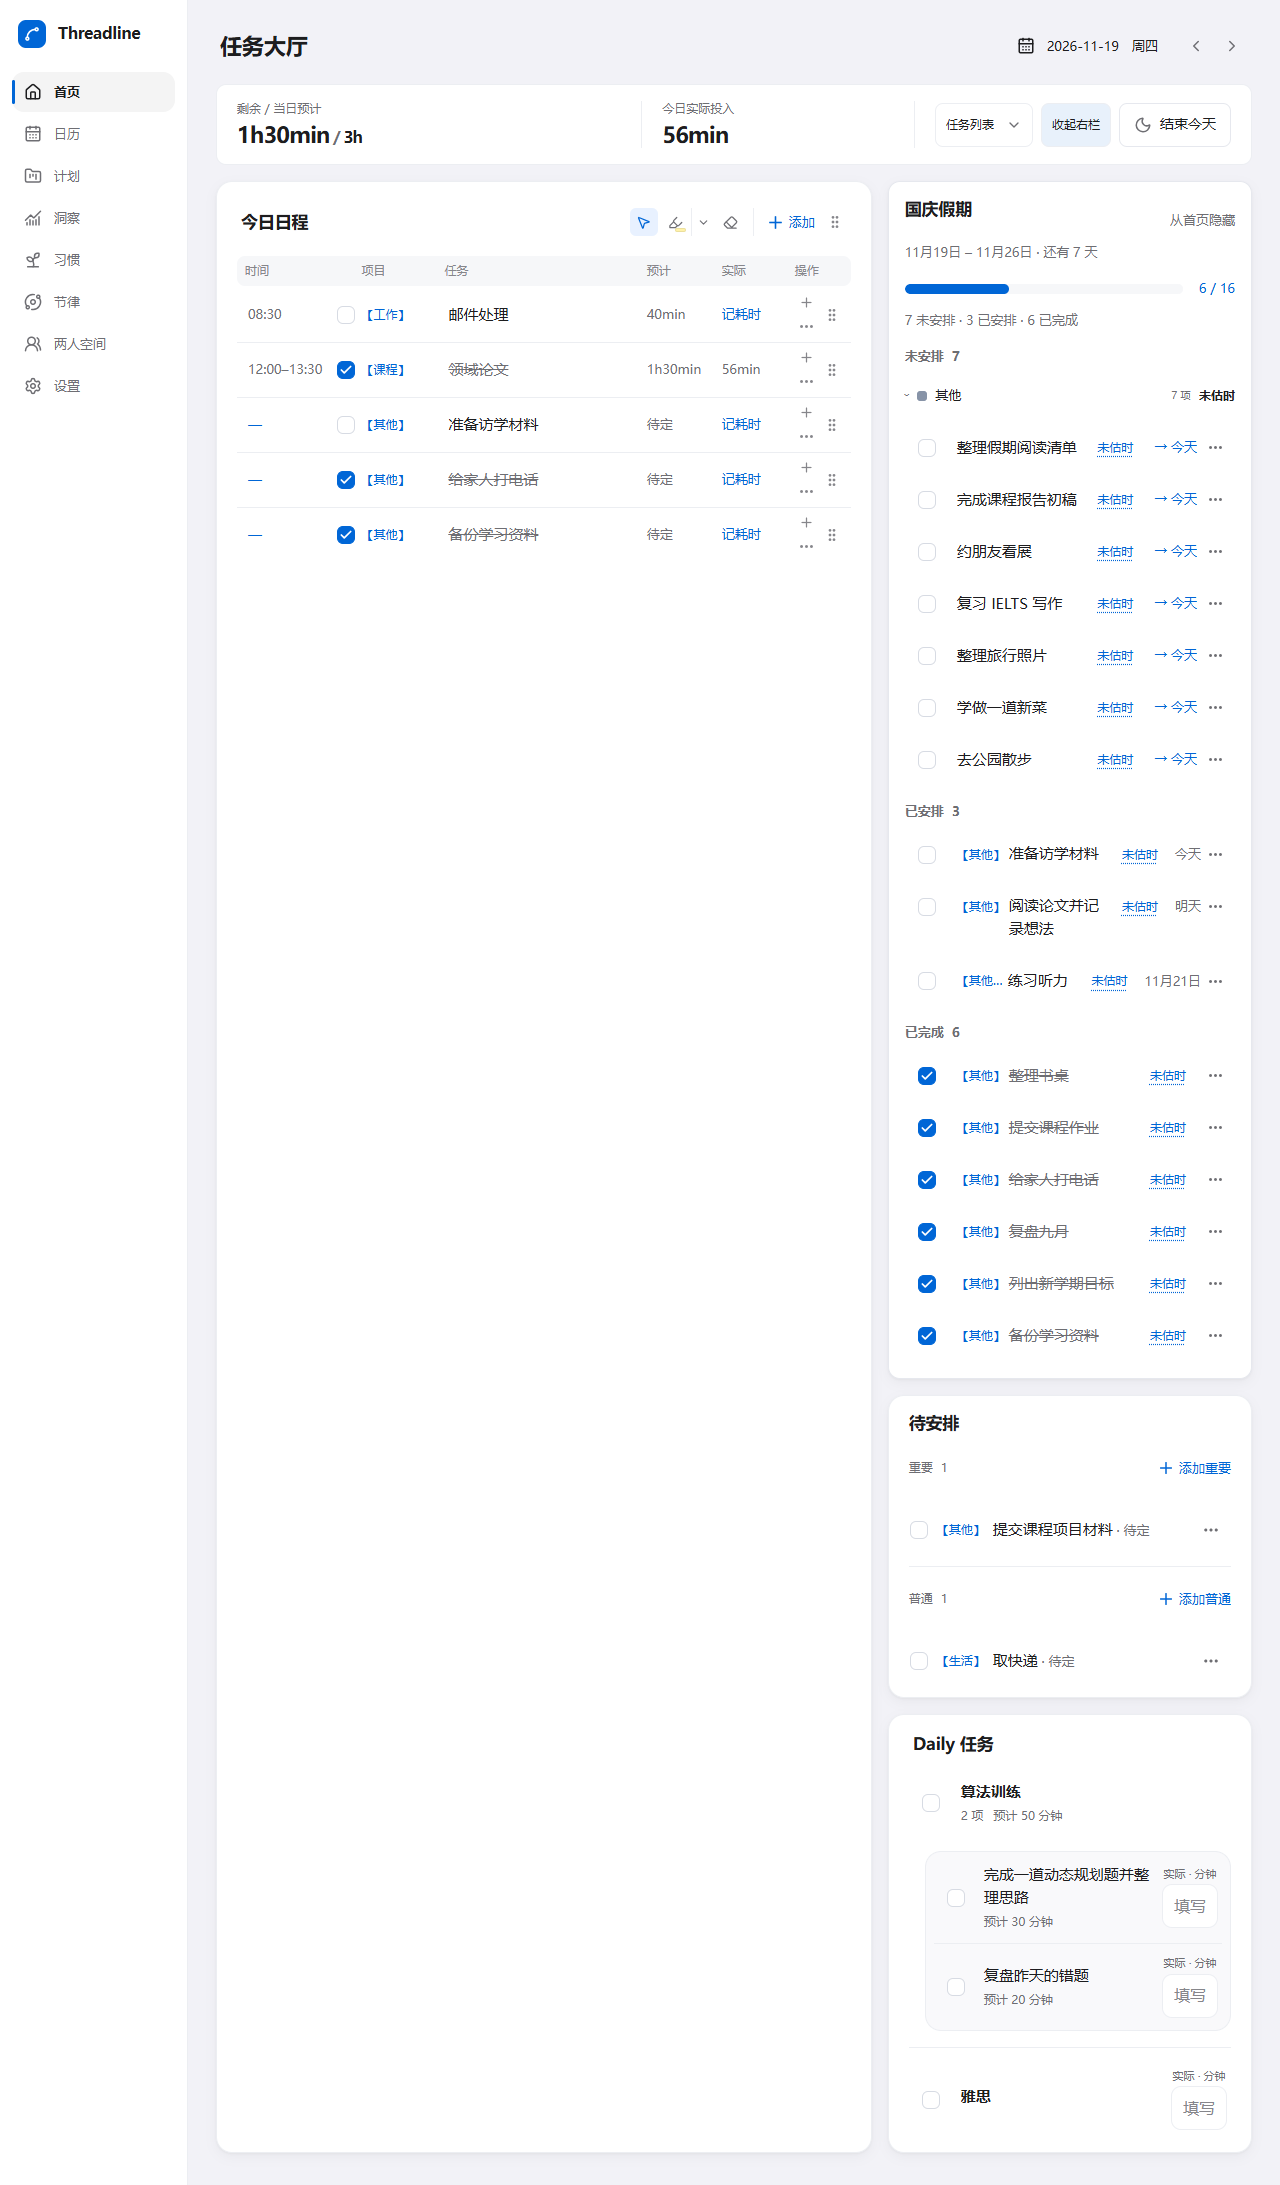 Threadline
首页
日历
计划
洞察
习惯
节律
两人空间
设置
任务大厅
2026-11-19 周四
剩余 / 当日预计
1h30min / 3h
今日实际投入
56min
任务列表
收起右栏
结束今天
今日日程
添加
时间 项目 任务 预计 实际 操作
08:30 【工作】 邮件处理 40min 记耗时
12:00–13:30 【课程】 领域论文 1h30min 56min
— 【其他】 准备访学材料 待定 记耗时
— 【其他】 给家人打电话 待定 记耗时
— 【其他】 备份学习资料 待定 记耗时
国庆假期
从首页隐藏
11月19日 – 11月26日 · 还有 7 天
6 / 16
7 未安排 · 3 已安排 · 6 已完成
未安排 7
其他 7 项 未估时
整理假期阅读清单 未估时 → 今天
完成课程报告初稿 未估时 → 今天
约朋友看展 未估时 → 今天
复习 IELTS 写作 未估时 → 今天
整理旅行照片 未估时 → 今天
学做一道新菜 未估时 → 今天
去公园散步 未估时 → 今天
已安排 3
【其他】 准备访学材料 未估时 今天
【其他】 阅读论文并记 未估时 明天
录想法
【其他... 练习听力 未估时 11月21日
已完成 6
【其他】 整理书桌 未估时
【其他】 提交课程作业 未估时
【其他】 给家人打电话 未估时
【其他】 复盘九月 未估时
【其他】 列出新学期目标 未估时
【其他】 备份学习资料 未估时
待安排
重要 1
添加重要
【其他】 提交课程项目材料 · 待定
普通 1
添加普通
【生活】 取快递 · 待定
Daily 任务
算法训练
2 项 预计 50 分钟
完成一道动态规划题并整
理思路
预计 30 分钟
实际 · 分钟
填写
复盘昨天的错题
预计 20 分钟
实际 · 分钟
填写
雅思
实际 · 分钟
填写